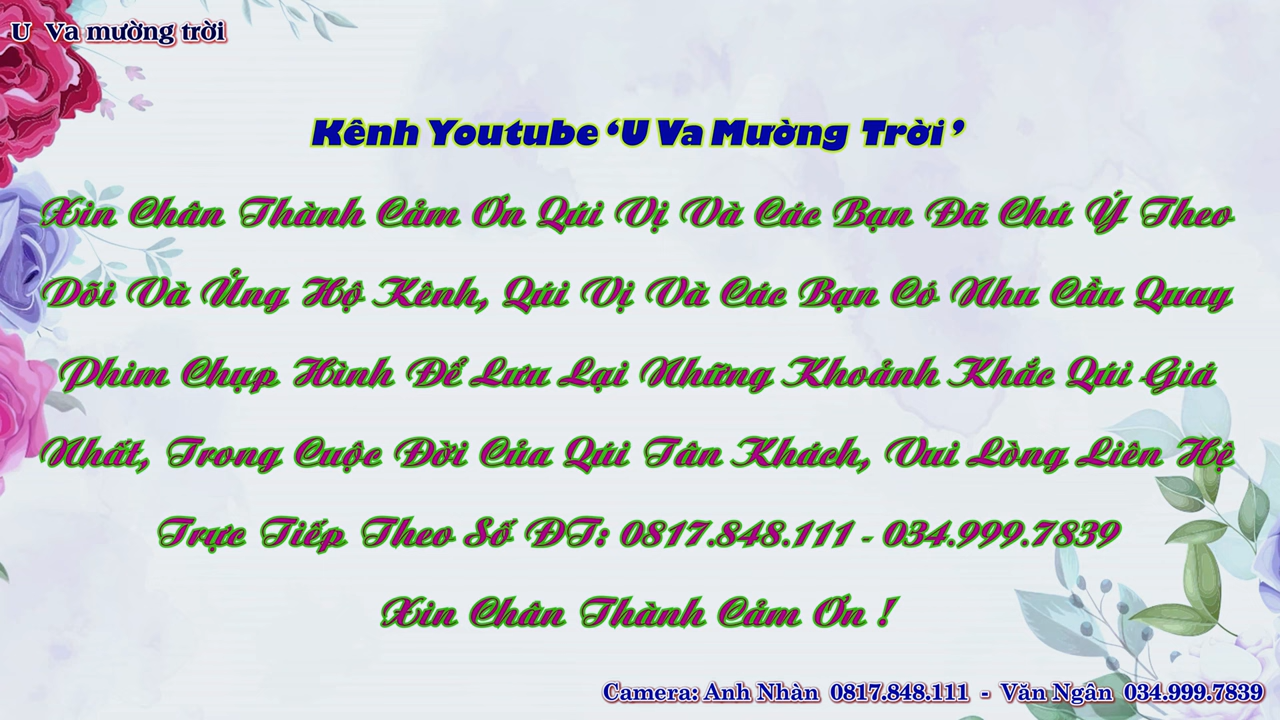 U Va mường trời
Kênh Youtube ‘U Va Mường Trời’
Xin Chân Thành Cảm Ơn Qúi Vị Và Các Bạn Đã Chú Ý Theo
Dõi Và Ủng Hộ Kênh, Qúi Vị Và Các Bạn Có Nhu Cầu Quay
Phim Chụp Hình Để Lưu Lại Những Khoảnh Khắc Qúi Giá
Nhất, Trong Cuộc Đời Của Qúi Tân Khách, Vui Lòng Liên Hệ
Trực Tiếp Theo Số ĐT: 0817.848.111 - 034.999.7839
Xin Chân Thành Cảm Ơn !
Camera: Anh Nhàn 0817.848.111 - Văn Ngân 034.999.7839